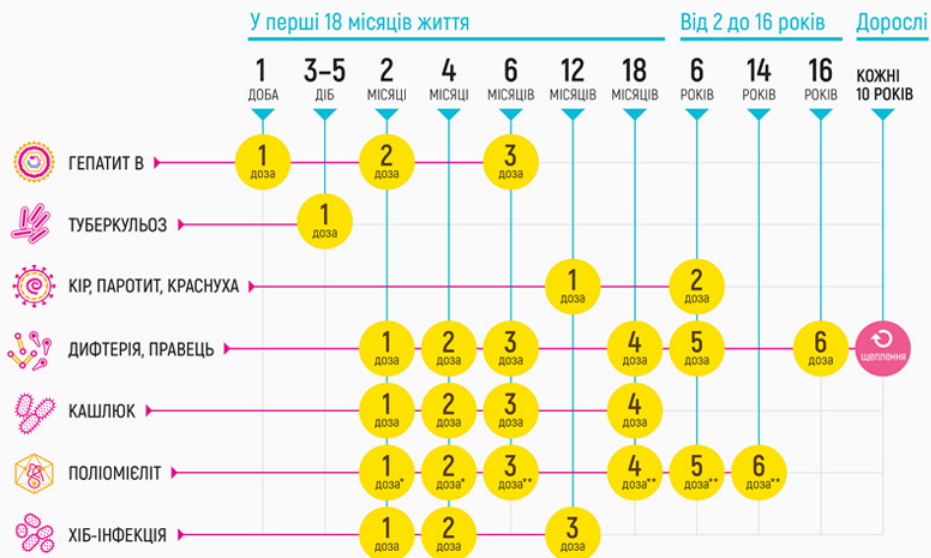 У перші 18 місяців життя Від 2 до 16 років Дорослі
1 3–5 2 4 6 12 18 6 14 16 КОЖНІ
ДОБА ДІБ МІСЯЦІ МІСЯЦІ МІСЯЦІВ МІСЯЦІВ МІСЯЦІВ РОКІВ РОКІВ РОКІВ 10 РОКІВ
ГЕПАТИТ В 1 доза 2 доза 3 доза
ТУБЕРКУЛЬОЗ 1 доза
КІР, ПАРОТИТ, КРАСНУХА 1 доза 2 доза
ДИФТЕРІЯ, ПРАВЕЦЬ 1 доза 2 доза 3 доза 4 доза 5 доза 6 доза щеплення
КАШЛЮК 1 доза 2 доза 3 доза 4 доза
ПОЛІОМІЄЛІТ 1 доза* 2 доза* 3 доза** 4 доза** 5 доза** 6 доза**
ХІБ-ІНФЕКЦІЯ 1 доза 2 доза 3 доза